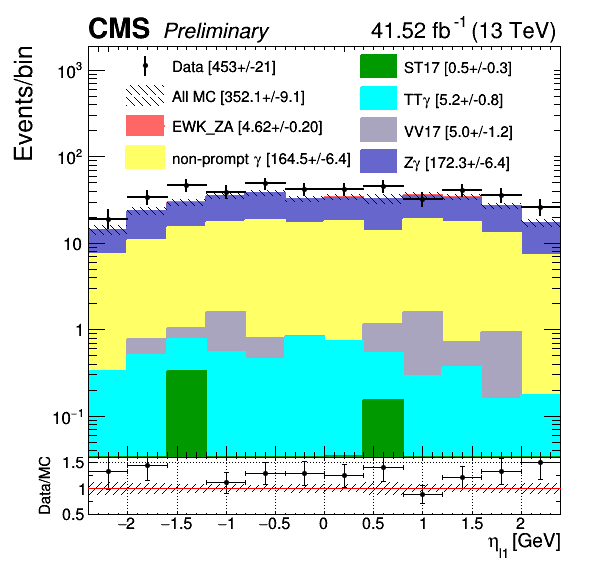 CMS Preliminary 41.52 fb⁻¹ (13 TeV)
Events/bin
10³
10²
10
1
10⁻¹
Data [453+/-21]
All MC [352.1+/-9.1]
EWK_ZA [4.62+/-0.20]
non-prompt γ [164.5+/-6.4]
ST17 [0.5+/-0.3]
TTγ [5.2+/-0.8]
VV17 [5.0+/-1.2]
Zγ [172.3+/-6.4]
Data/MC
1.5
1
0.5
−2 −1.5 −1 −0.5 0 0.5 1 1.5 2
η_l1 [GeV]